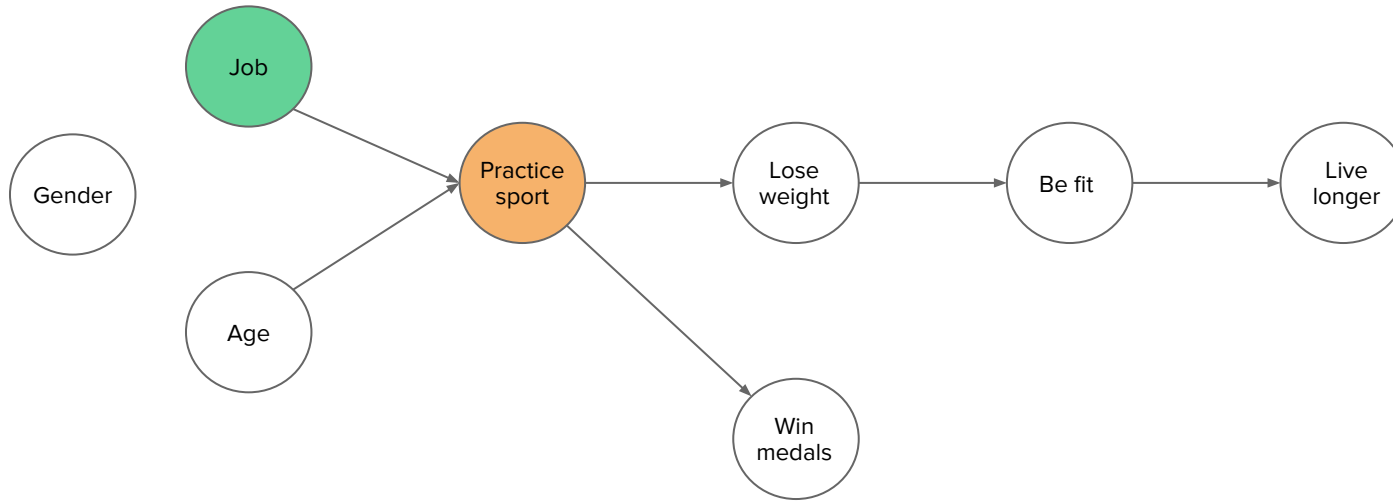 Job
Gender
Age
Practice
sport
Lose
weight
Be fit
Live
longer
Win
medals